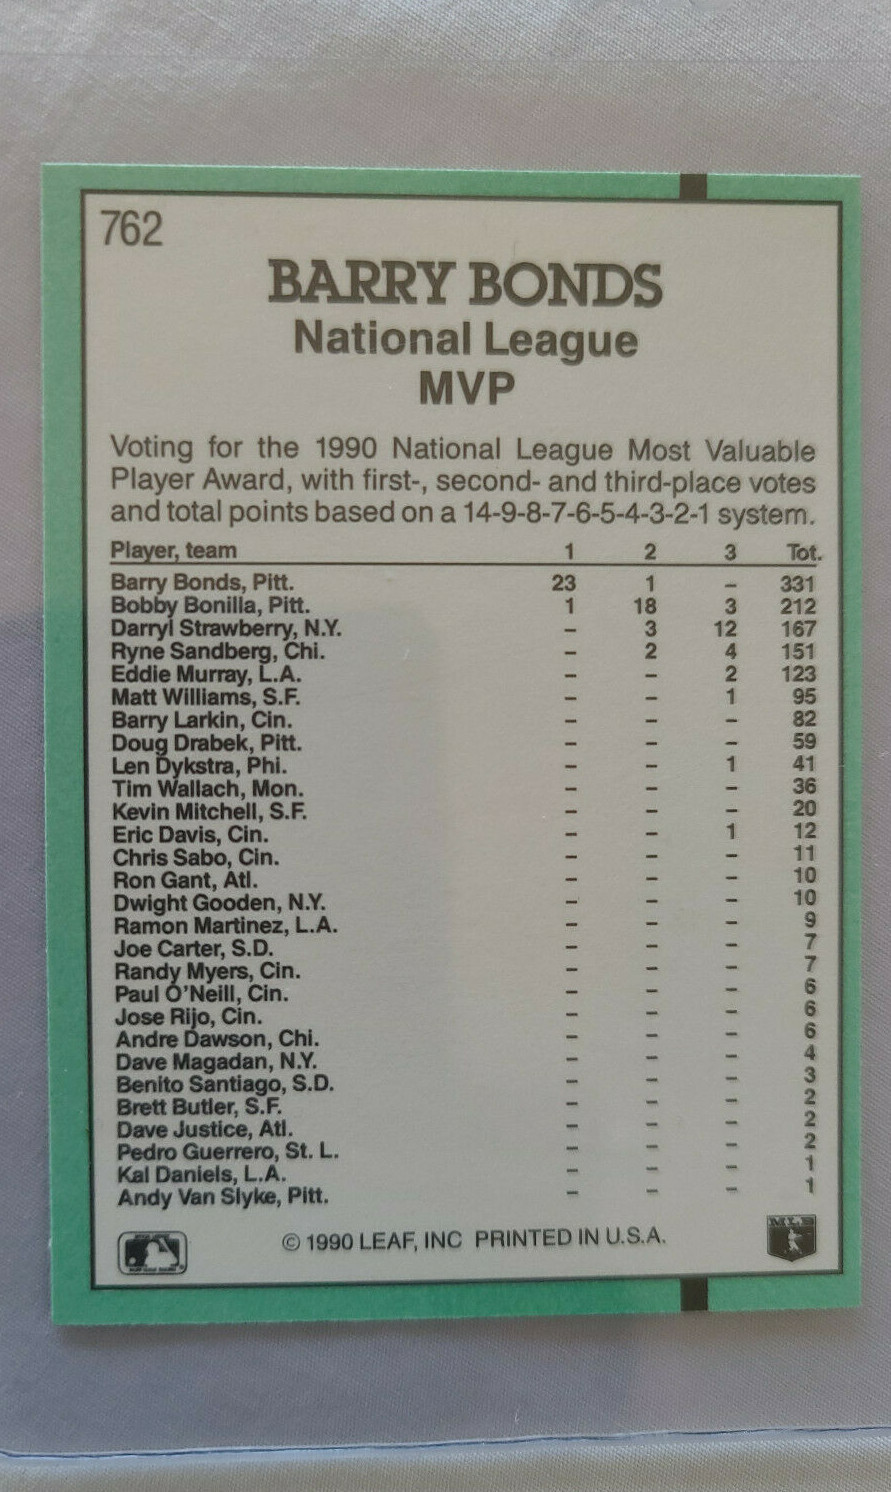 762
BARRY BONDS
National League
MVP
Voting for the 1990 National League Most Valuable
Player Award, with first-, second- and third-place votes
and total points based on a 14-9-8-7-6-5-4-3-2-1 system.
Player, team 1 2 3 Tot.
Barry Bonds, Pitt. 23 1 – 331
Bobby Bonilla, Pitt. 1 18 3 212
Darryl Strawberry, N.Y. – 3 12 167
Ryne Sandberg, Chi. – 2 4 151
Eddie Murray, L.A. – – 2 123
Matt Williams, S.F. – – 1 95
Barry Larkin, Cin. – – – 82
Doug Drabek, Pitt. – – – 59
Len Dykstra, Phi. – – 1 41
Tim Wallach, Mon. – – – 36
Kevin Mitchell, S.F. – – – 20
Eric Davis, Cin. – – 1 12
Chris Sabo, Cin. – – – 11
Ron Gant, Atl. – – – 10
Dwight Gooden, N.Y. – – – 10
Ramon Martinez, L.A. – – – 9
Joe Carter, S.D. – – – 7
Randy Myers, Cin. – – – 7
Paul O'Neill, Cin. – – – 6
Jose Rijo, Cin. – – – 6
Andre Dawson, Chi. – – – 6
Dave Magadan, N.Y. – – – 4
Benito Santiago, S.D. – – – 3
Brett Butler, S.F. – – – 2
Dave Justice, Atl. – – – 2
Pedro Guerrero, St. L. – – – 2
Kal Daniels, L.A. – – – 1
Andy Van Slyke, Pitt. – – – 1
© 1990 LEAF, INC PRINTED IN U.S.A.
MLB